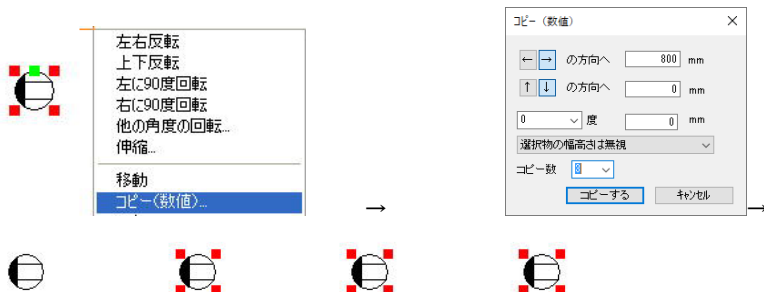 左右反転
上下反転
左に90度回転
右に90度回転
他の角度の回転...
伸縮...
移動
コピー(数値)...
→
コピー (数値)
← → の方向へ 800 mm
↑ ↓ の方向へ 0 mm
0 度 0 mm
選択物の幅高さは無視
コピー数 3
コピーする キャンセル
→